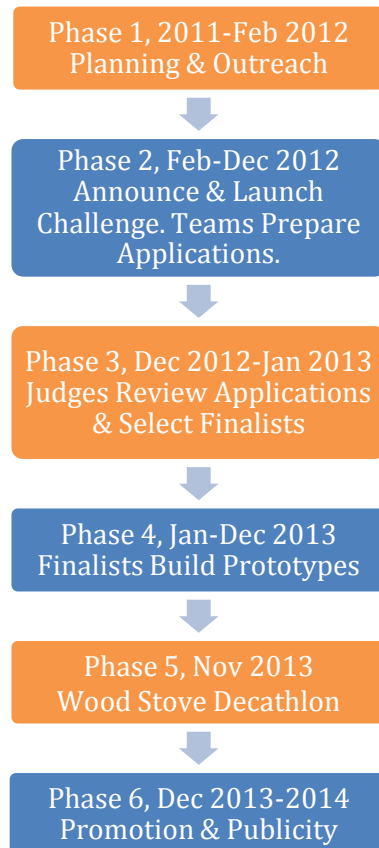 Phase 1, 2011-Feb 2012
Planning & Outreach
Phase 2, Feb-Dec 2012
Announce & Launch
Challenge. Teams Prepare
Applications.
Phase 3, Dec 2012-Jan 2013
Judges Review Applications
& Select Finalists
Phase 4, Jan-Dec 2013
Finalists Build Prototypes
Phase 5, Nov 2013
Wood Stove Decathlon
Phase 6, Dec 2013-2014
Promotion & Publicity